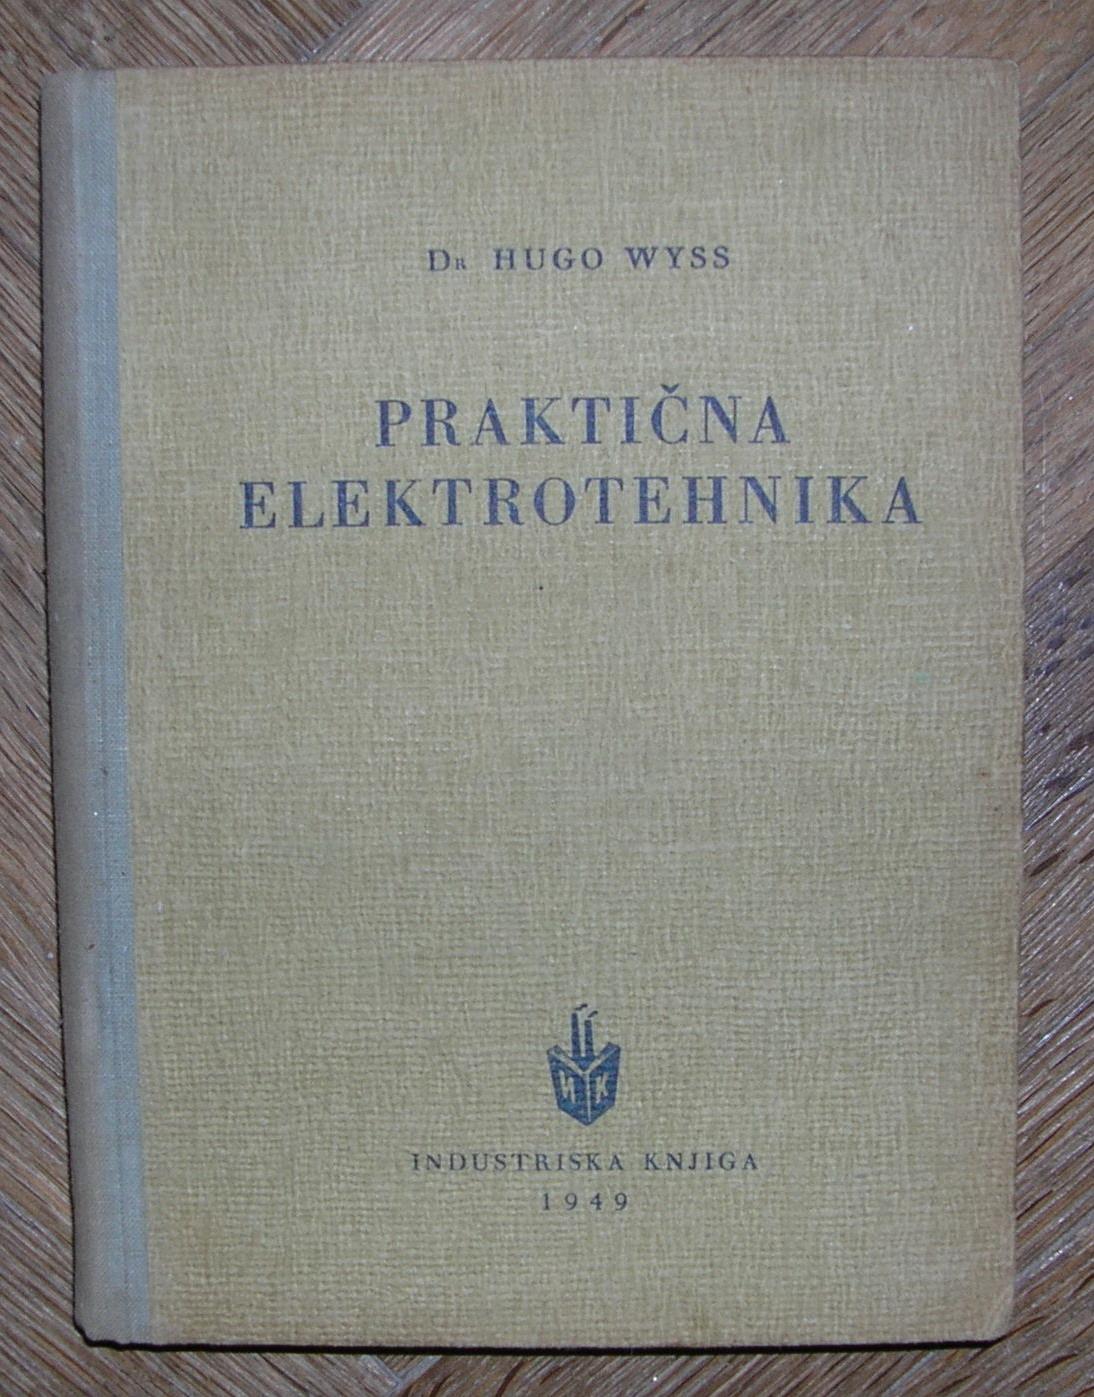 DR HUGO WYSS
PRAKTIČNA
ELEKTROTEHNIKA
И K
INDUSTRISKA KNJIGA
1949